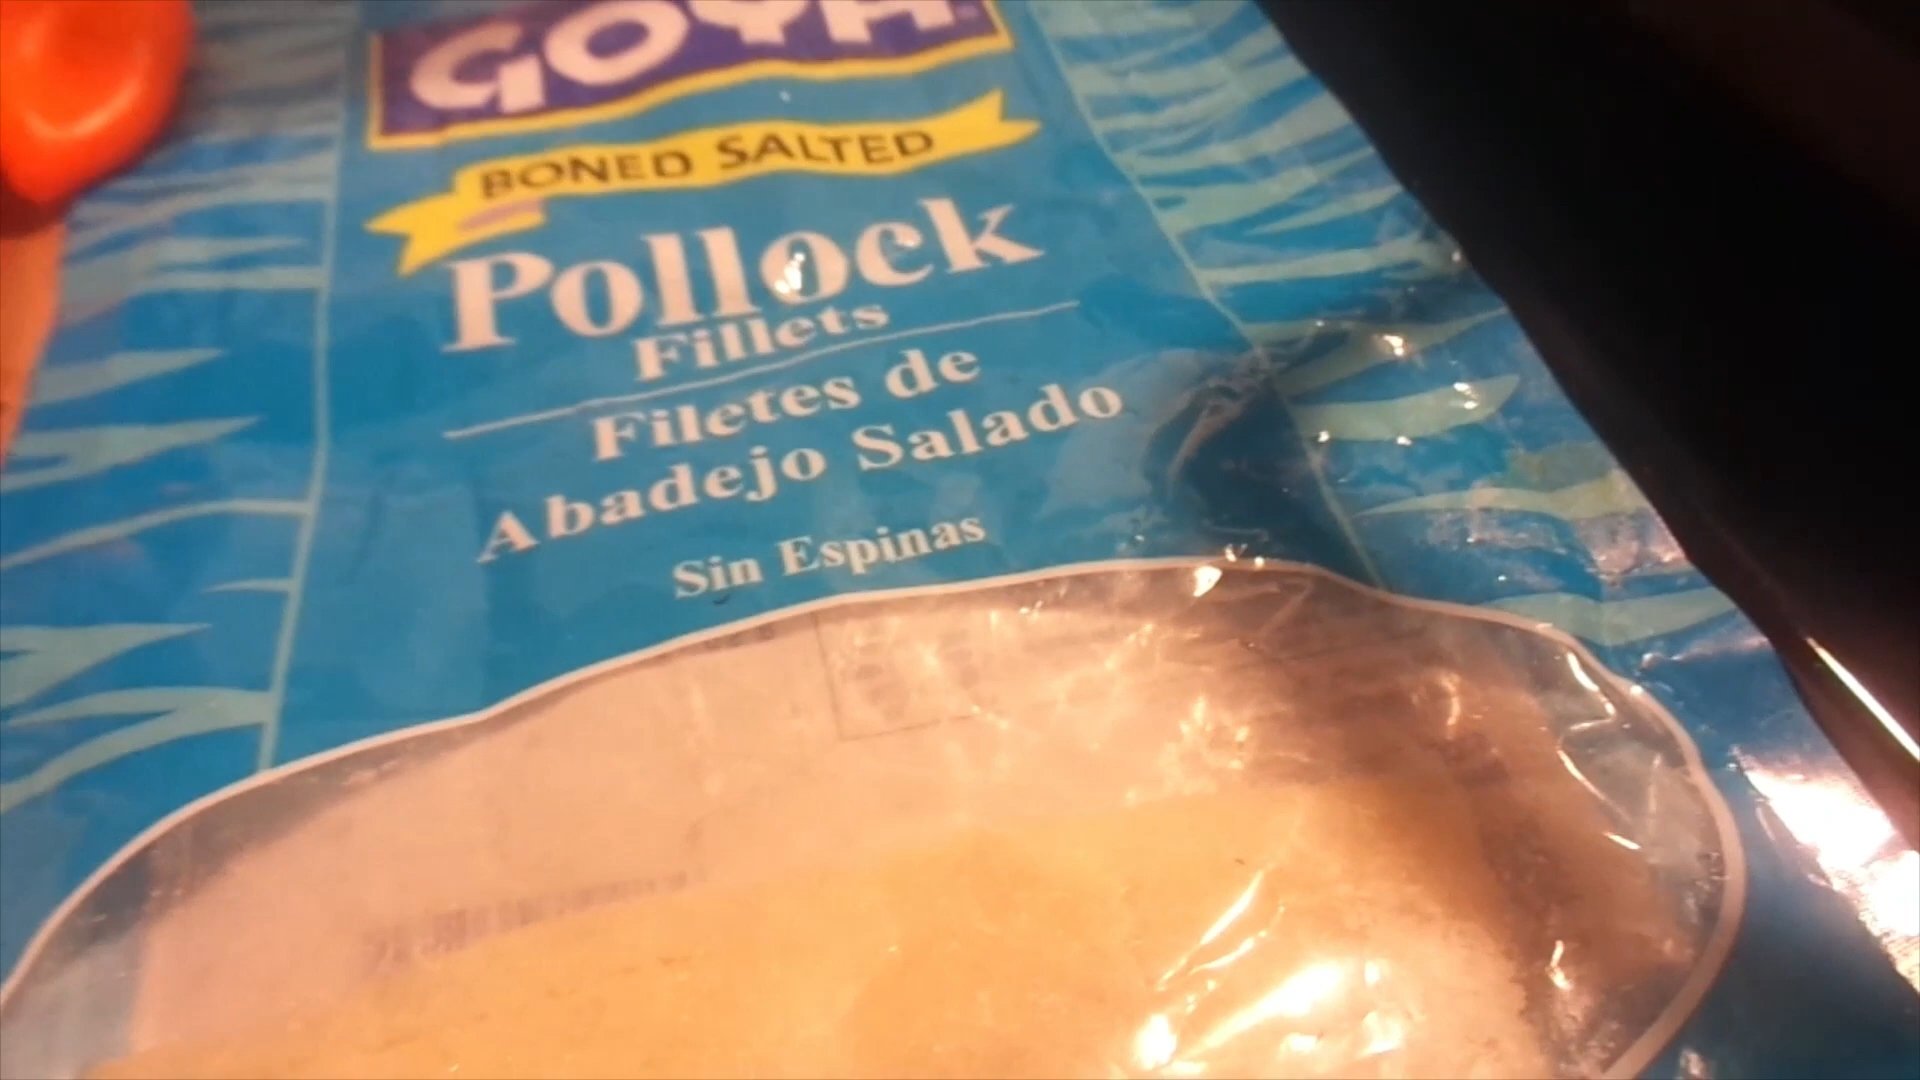 GOYA
BONED SALTED
Pollock
Fillets
Filetes de
Abadejo Salado
Sin Espinas